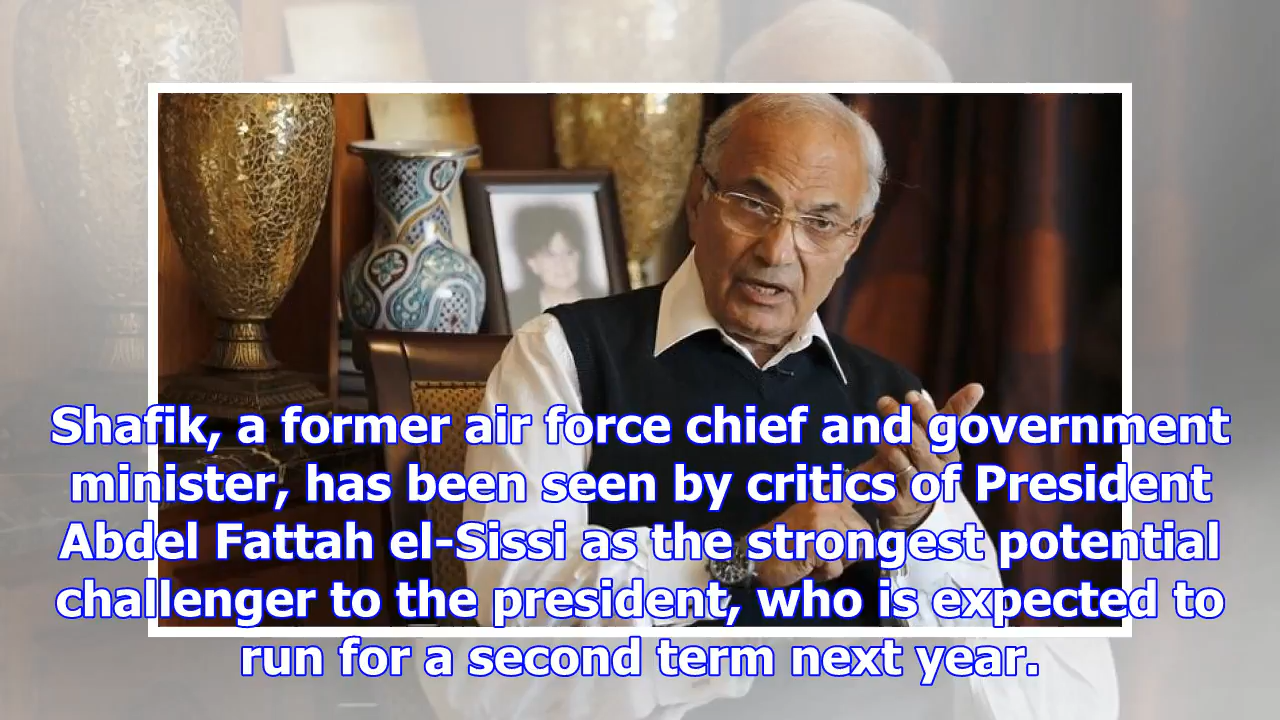 Shafik, a former air force chief and government
minister, has been seen by critics of President
Abdel Fattah el-Sissi as the strongest potential
challenger to the president, who is expected to
run for a second term next year.